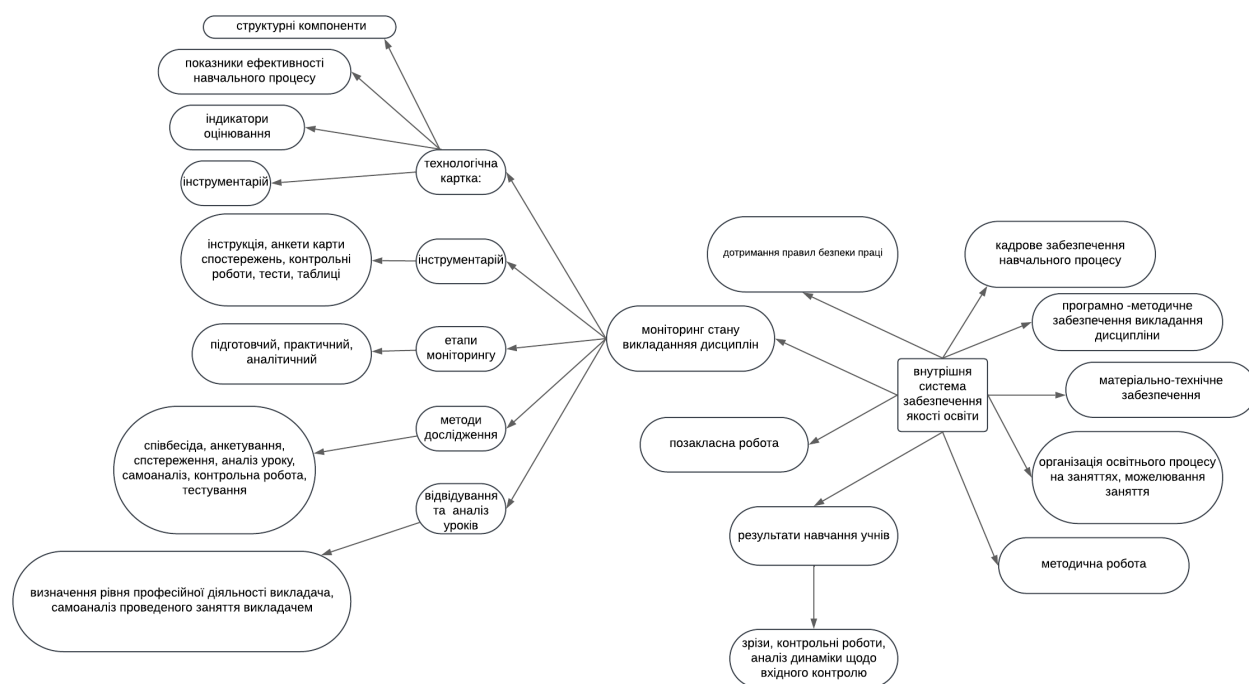 структурні компоненти
показники ефективності
навчального процесу
індикатори
оцінювання
інструментарій
технологічна
картка:
інструкція, анкети карти
спостережень, контрольні
роботи, тести, таблиці
інструментарій
підготовчий, практичний,
аналітичний
етапи
моніторингу
співбесіда, анкетування,
спстереження, аналіз уроку,
самоаналіз, контрольна робота,
тестування
методи
дослідження
визначення рівня професійної діяльності викладача,
самоаналіз проведеного заняття викладачем
відвідування
та аналіз
уроків
моніторинг стану
викладанняя дисциплін
дотримання правил безпеки праці
позакласна робота
результати навчання учнів
зрізи, контрольні роботи,
аналіз динаміки щодо
вхідного контролю
внутрішня
система
забезпечення
якості освіти
кадрове забезпечення
навчального процесу
програмно -методичне
забезпечення викладання
дисципліни
матеріально-технічне
забезпечення
організація освітнього процесу
на заняттях, можелювання
заняття
методична робота